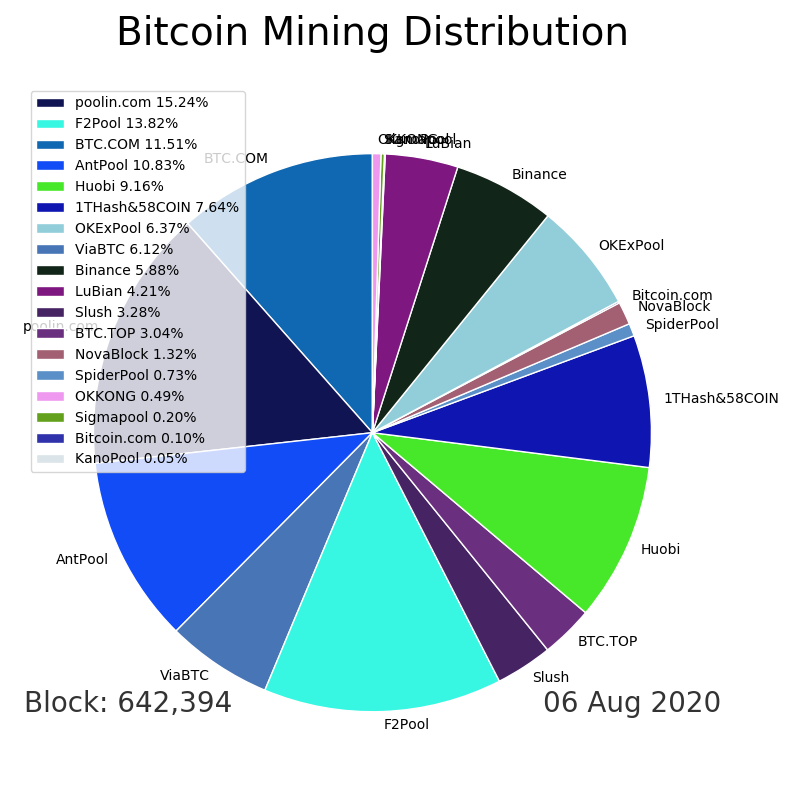 Bitcoin Mining Distribution
poolin.com 15.24%
F2Pool 13.82%
BTC.COM 11.51%
AntPool 10.83%
Huobi 9.16%
1THash&58COIN 7.64%
OKExPool 6.37%
ViaBTC 6.12%
Binance 5.88%
LuBian 4.21%
Slush 3.28%
BTC.TOP 3.04%
NovaBlock 1.32%
SpiderPool 0.73%
OKKONG 0.49%
Sigmapool 0.20%
Bitcoin.com 0.10%
KanoPool 0.05%
LuBian
BTC.COM
Binance
OKExPool
Bitcoin.com
NovaBlock
SpiderPool
poolin.com
1THash&58COIN
Huobi
AntPool
BTC.TOP
ViaBTC
Slush
F2Pool
Block: 642,394
06 Aug 2020